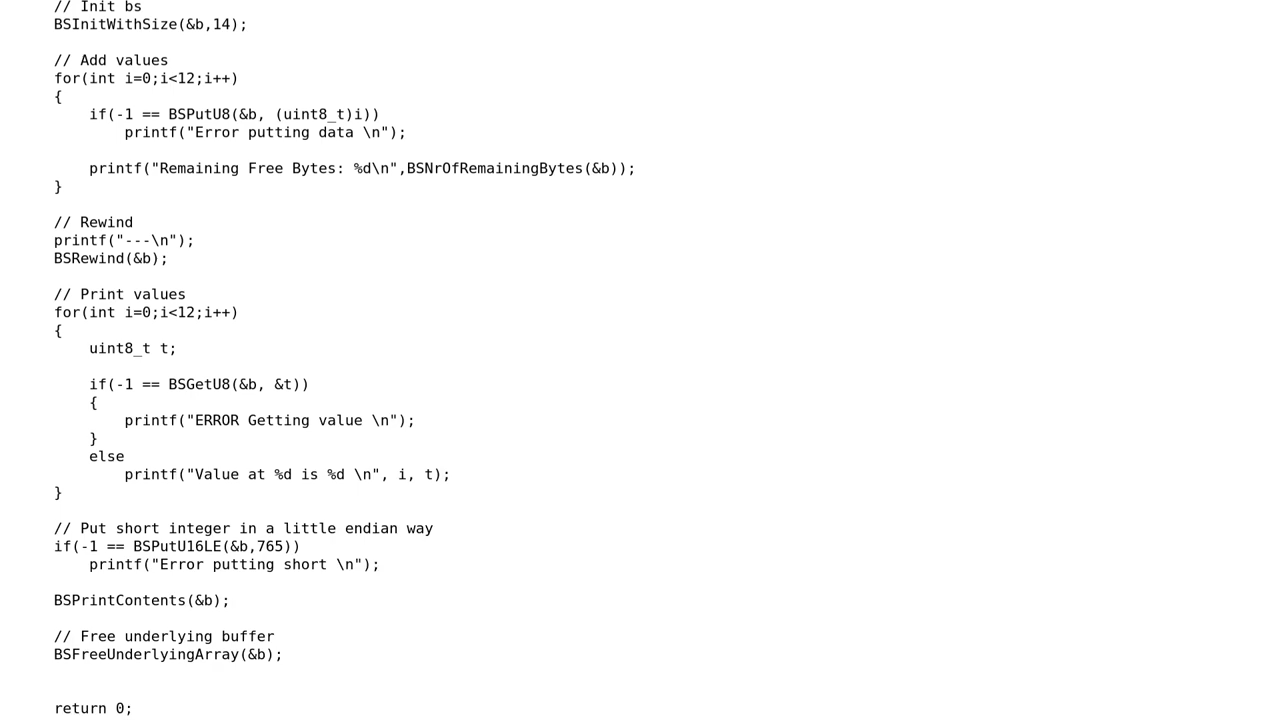 // Init bs
BSInitWithSize(&b,14);

// Add values
for(int i=0;i<12;i++)
{
    if(-1 == BSPutU8(&b, (uint8_t)i))
        printf("Error putting data \n");

    printf("Remaining Free Bytes: %d\n",BSNrOfRemainingBytes(&b));
}

// Rewind
printf("---\n");
BSRewind(&b);

// Print values
for(int i=0;i<12;i++)
{
    uint8_t t;

    if(-1 == BSGetU8(&b, &t))
    {
        printf("ERROR Getting value \n");
    }
    else
        printf("Value at %d is %d \n", i, t);
}

// Put short integer in a little endian way
if(-1 == BSPutU16LE(&b,765))
    printf("Error putting short \n");

BSPrintContents(&b);

// Free underlying buffer
BSFreeUnderlyingArray(&b);


return 0;